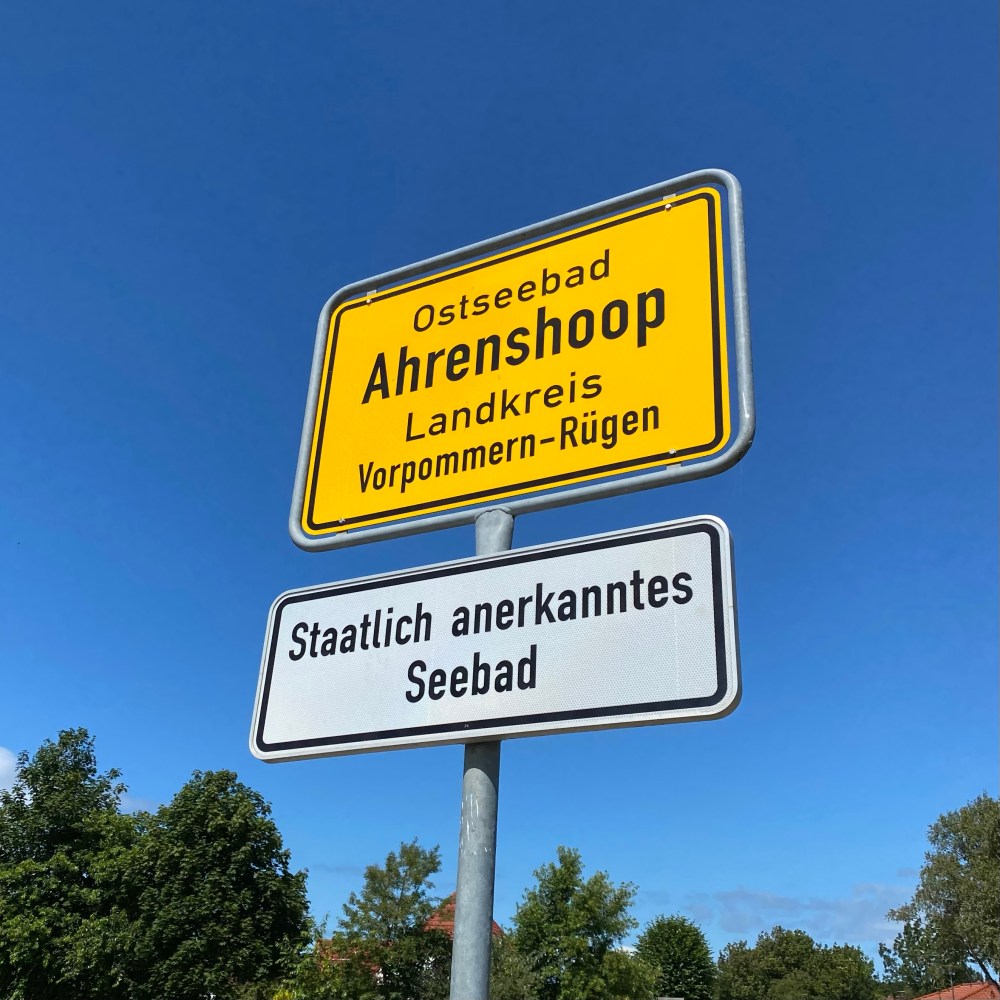 Ostseebad
Ahrenshoop
Landkreis
Vorpommern-Rügen
Staatlich anerkanntes
Seebad